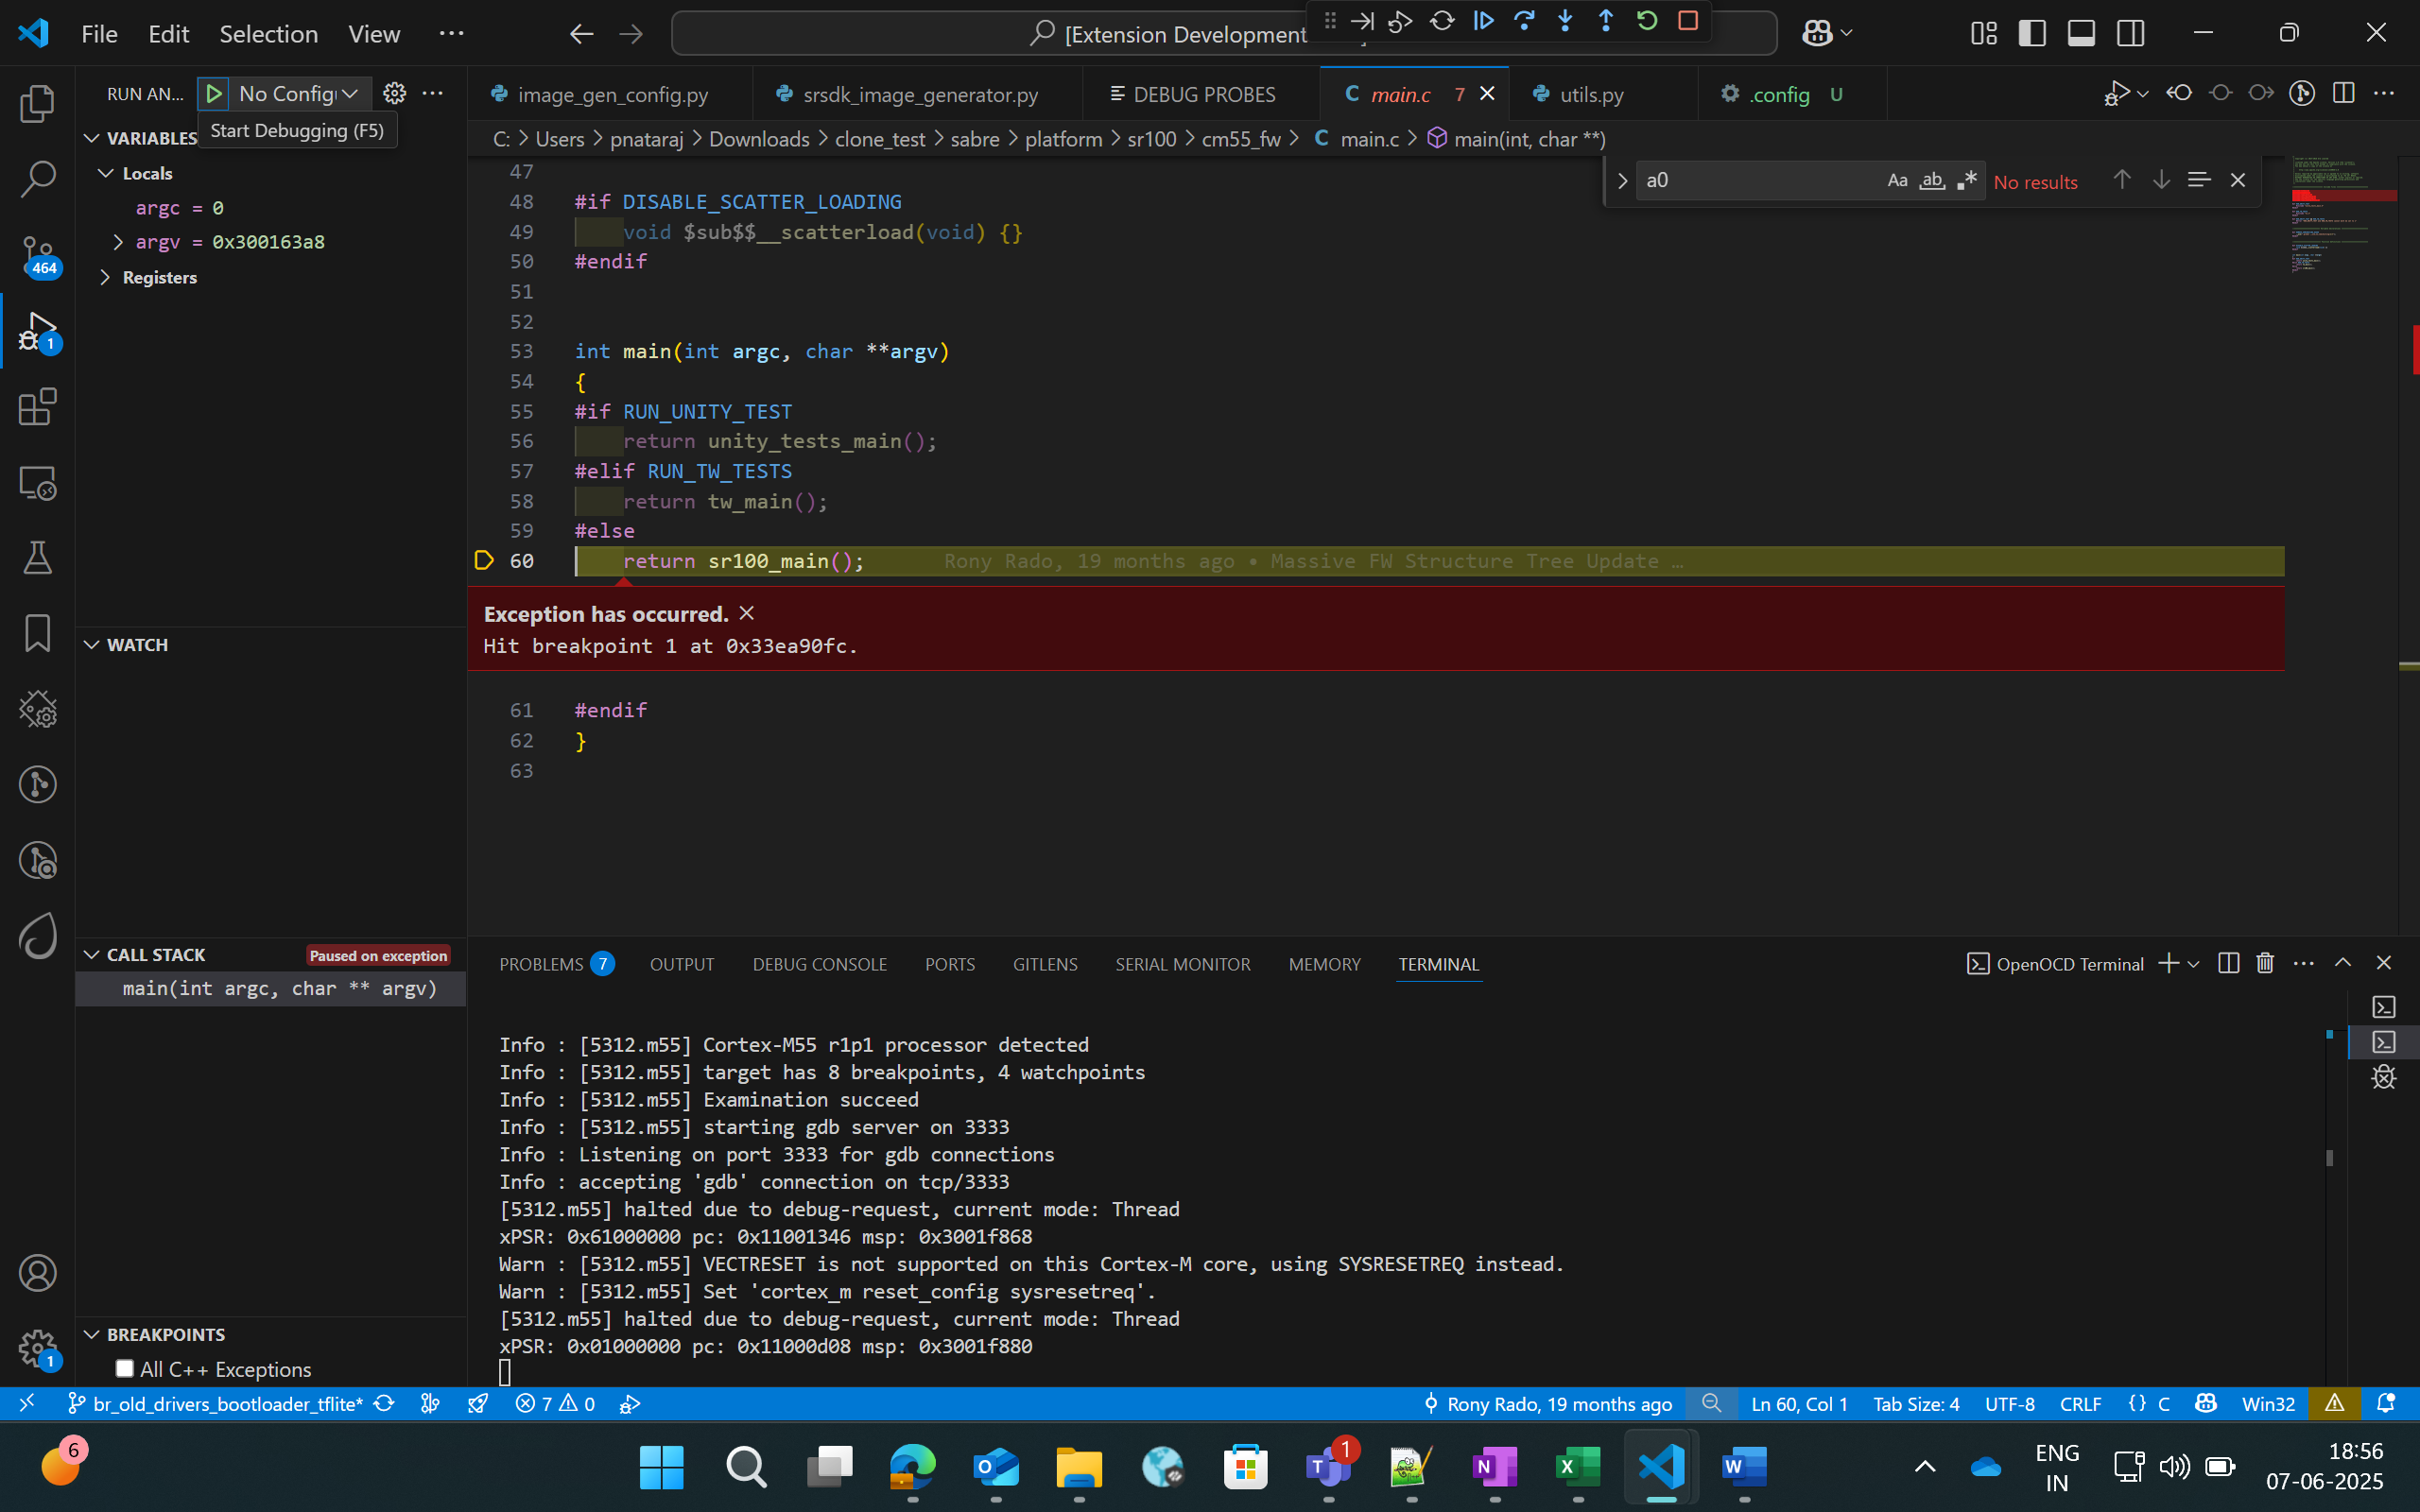 File Edit Selection View ···
[Extension Development
RUN AN... No Config
Start Debugging (F5)
VARIABLES
Locals
argc = 0
argv = 0x300163a8
Registers
464
1
WATCH
CALL STACK Paused on exception
main(int argc, char ** argv)
BREAKPOINTS
All C++ Exceptions
1
image_gen_config.py srsdk_image_generator.py DEBUG PROBES C main.c 7 utils.py .config U
C: > Users > pnataraj > Downloads > clone_test > sabre > platform > sr100 > cm55_fw > C main.c > main(int, char **)
a0 Aa ab No results
47
48 #if DISABLE_SCATTER_LOADING
49 void $sub$$__scatterload(void) {}
50 #endif
51
52
53 int main(int argc, char **argv)
54 {
55 #if RUN_UNITY_TEST
56 return unity_tests_main();
57 #elif RUN_TW_TESTS
58 return tw_main();
59 #else
60 return sr100_main(); Rony Rado, 19 months ago • Massive FW Structure Tree Update …
Exception has occurred.
Hit breakpoint 1 at 0x33ea90fc.
61 #endif
62 }
63
PROBLEMS 7 OUTPUT DEBUG CONSOLE PORTS GITLENS SERIAL MONITOR MEMORY TERMINAL OpenOCD Terminal
Info : [5312.m55] Cortex-M55 r1p1 processor detected
Info : [5312.m55] target has 8 breakpoints, 4 watchpoints
Info : [5312.m55] Examination succeed
Info : [5312.m55] starting gdb server on 3333
Info : Listening on port 3333 for gdb connections
Info : accepting 'gdb' connection on tcp/3333
[5312.m55] halted due to debug-request, current mode: Thread
xPSR: 0x61000000 pc: 0x11001346 msp: 0x3001f868
Warn : [5312.m55] VECTRESET is not supported on this Cortex-M core, using SYSRESETREQ instead.
Warn : [5312.m55] Set 'cortex_m reset_config sysresetreq'.
[5312.m55] halted due to debug-request, current mode: Thread
xPSR: 0x01000000 pc: 0x11000d08 msp: 0x3001f880
br_old_drivers_bootloader_tflite* 7 0 Rony Rado, 19 months ago Ln 60, Col 1 Tab Size: 4 UTF-8 CRLF {} C Win32
6
1
ENG
IN
18:56
07-06-2025